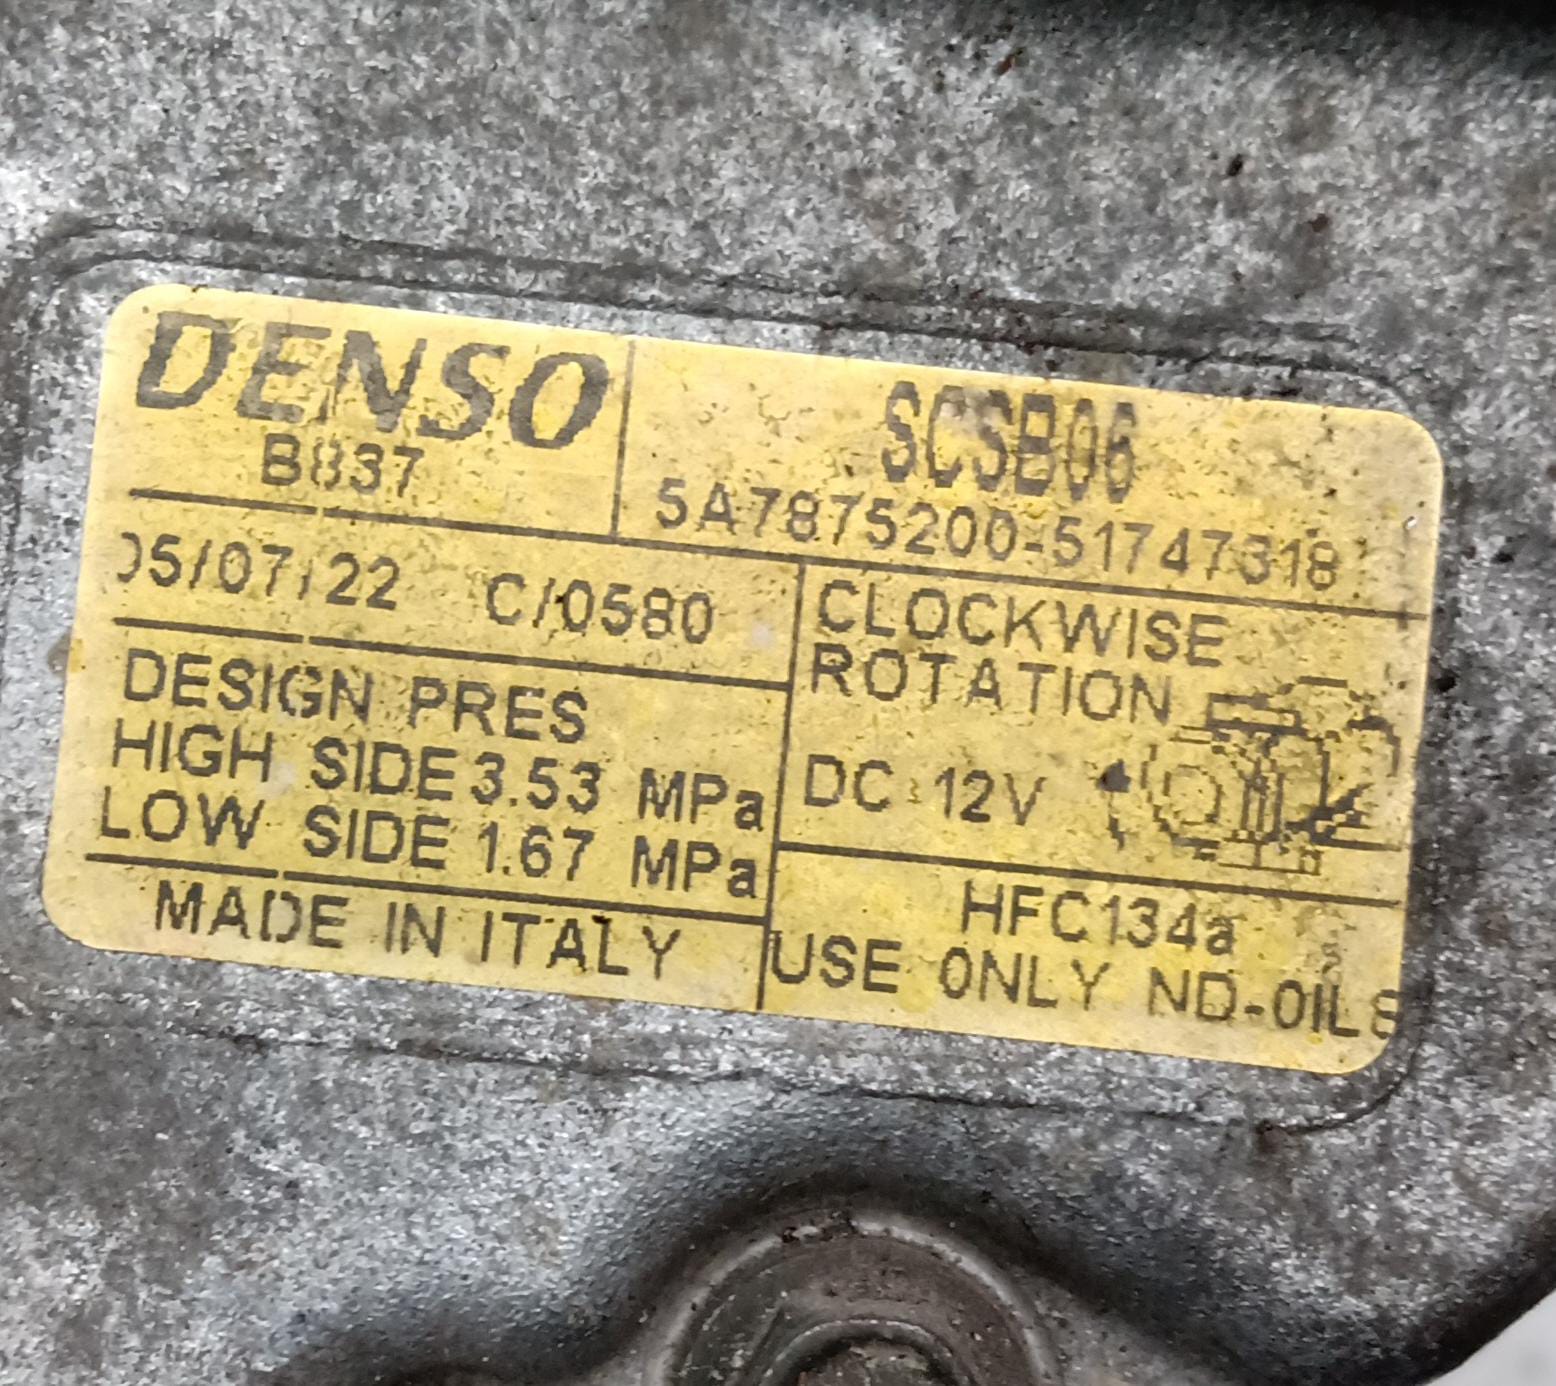 DENSO
B837
SCSB06
5A7875200-51747318
05/07/22 C/0580
CLOCKWISE
ROTATION
DC 12V
DESIGN PRES
HIGH SIDE 3.53 MPa
LOW SIDE 1.67 MPa
MADE IN ITALY
HFC134a
USE ONLY ND-OIL8